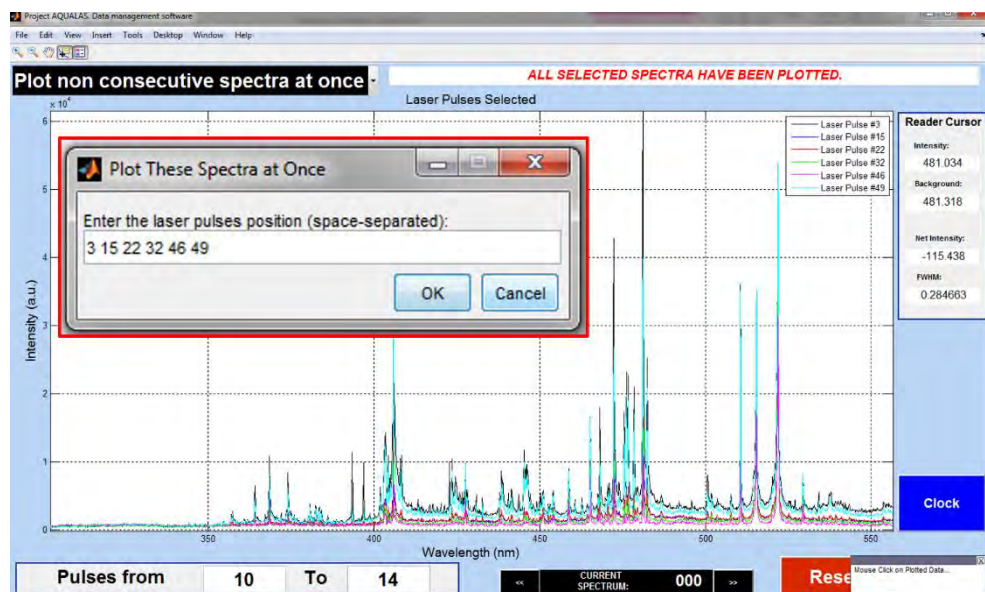 Project AQUALAS. Data management software
File Edit View Insert Tools Desktop Window Help
Plot non consecutive spectra at once
ALL SELECTED SPECTRA HAVE BEEN PLOTTED.
x 10⁴
Laser Pulses Selected
Laser Pulse #3
Laser Pulse #15
Laser Pulse #22
Laser Pulse #32
Laser Pulse #46
Laser Pulse #49
Reader Cursor
Intensity:
481.034
Background:
481.318
Net Intensity:
-115.438
FWHM:
0.284663
Plot These Spectra at Once
Enter the laser pulses position (space-separated):
3 15 22 32 46 49
OK Cancel
6
5
4
3
2
1
0
Intensity (a.u.)
350 400 450 500 550
Wavelength (nm)
Clock
Pulses from 10 To 14
<< CURRENT SPECTRUM: 000 >>
Rese
Mouse Click on Plotted Data...